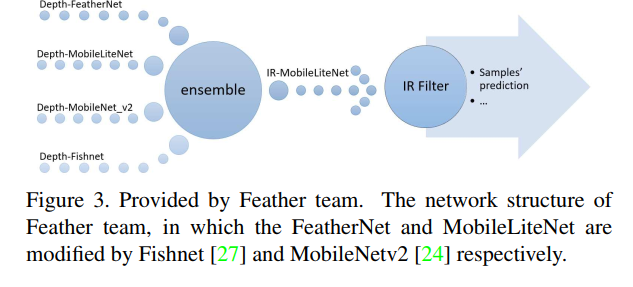 Depth-FeatherNet
Depth-MobileLiteNet
Depth-MobileNet_v2
Depth-Fishnet
ensemble
IR-MobileLiteNet
IR Filter
• Samples'
prediction
• ...
Figure 3. Provided by Feather team. The network structure of
Feather team, in which the FeatherNet and MobileLiteNet are
modified by Fishnet [27] and MobileNetv2 [24] respectively.